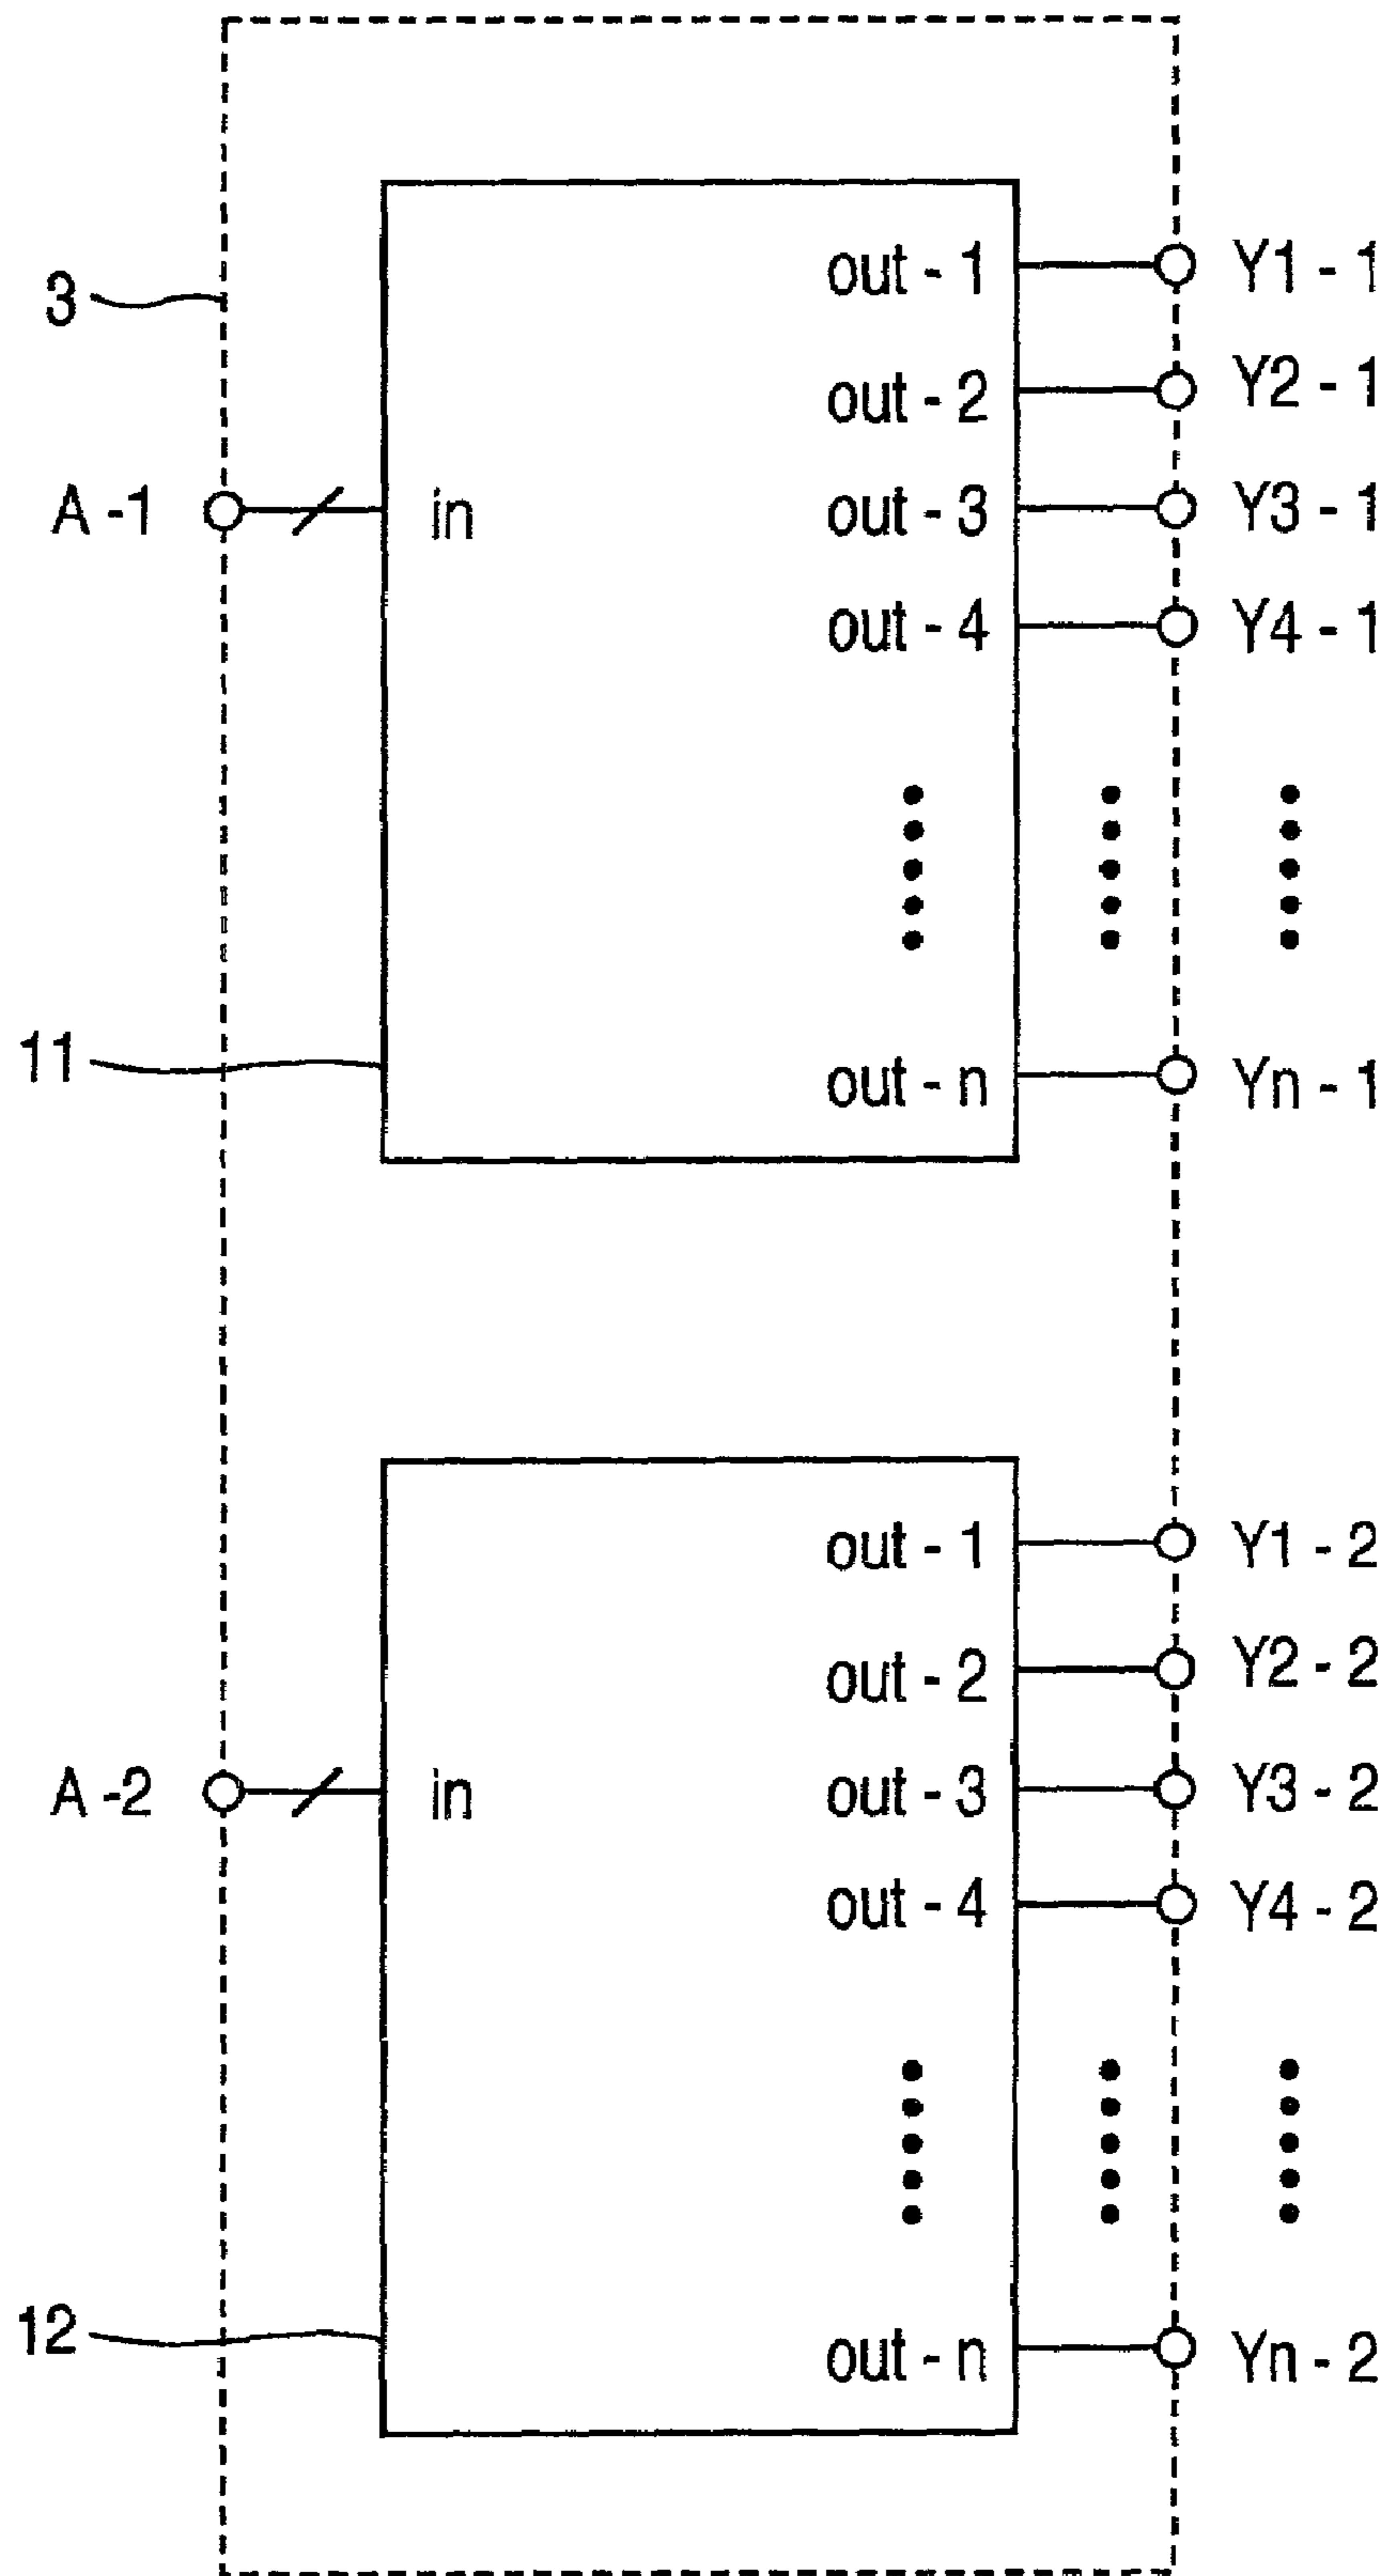 out - 1 Y1 - 1
3
out - 2 Y2 - 1
A -1 in out - 3 Y3 - 1
out - 4 Y4 - 1
11 out - n Yn - 1
out - 1 Y1 - 2
out - 2 Y2 - 2
A -2 in out - 3 Y3 - 2
out - 4 Y4 - 2
12 out - n Yn - 2